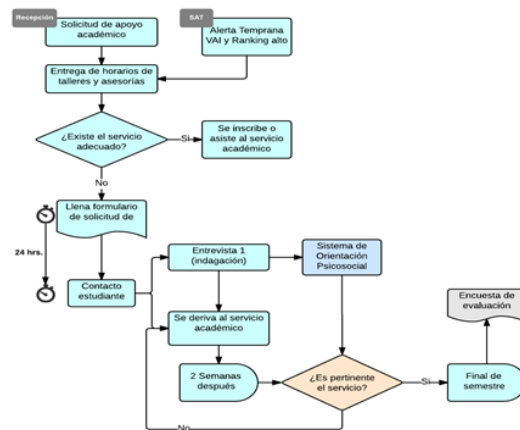 Recepción
SAT
Solicitud de apoyo
académico
Alerta Temprana
VAI y Ranking alto
Entrega de horarios de
talleres y asesorías
¿Existe el servicio
adecuado?
Si
Se inscribe o
asiste al servicio
académico
No
Llena formulario
de solicitud de
24 hrs.
Contacto
estudiante
Entrevista 1
(indagación)
Sistema de
Orientación
Psicosocial
Se deriva al servicio
académico
2 Semanas
después
¿Es pertinente
el servicio?
Si
Final de
semestre
Encuesta de
evaluación
No